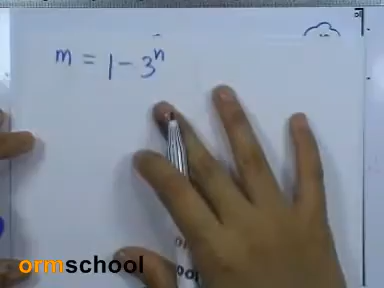 m = 1 - 3ⁿ
ormschool